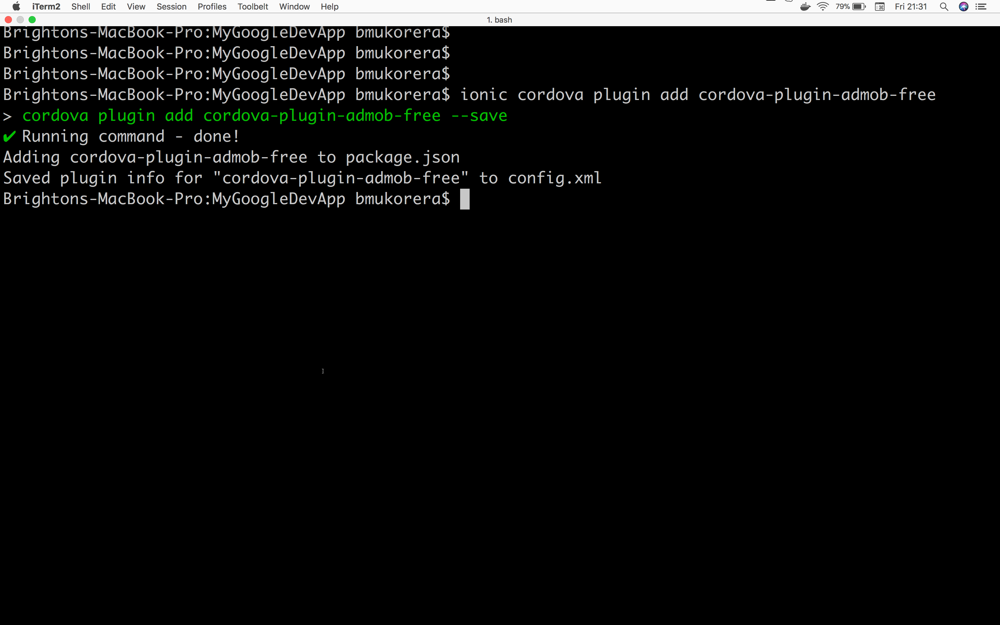 iTerm2 Shell Edit View Session Profiles Toolbelt Window Help 79% Fri 21:31
1. bash
Brightons-MacBook-Pro:MyGoogleDevApp bmukorera$
Brightons-MacBook-Pro:MyGoogleDevApp bmukorera$
Brightons-MacBook-Pro:MyGoogleDevApp bmukorera$
Brightons-MacBook-Pro:MyGoogleDevApp bmukorera$ ionic cordova plugin add cordova-plugin-admob-free
> cordova plugin add cordova-plugin-admob-free --save
✔ Running command - done!
Adding cordova-plugin-admob-free to package.json
Saved plugin info for "cordova-plugin-admob-free" to config.xml
Brightons-MacBook-Pro:MyGoogleDevApp bmukorera$